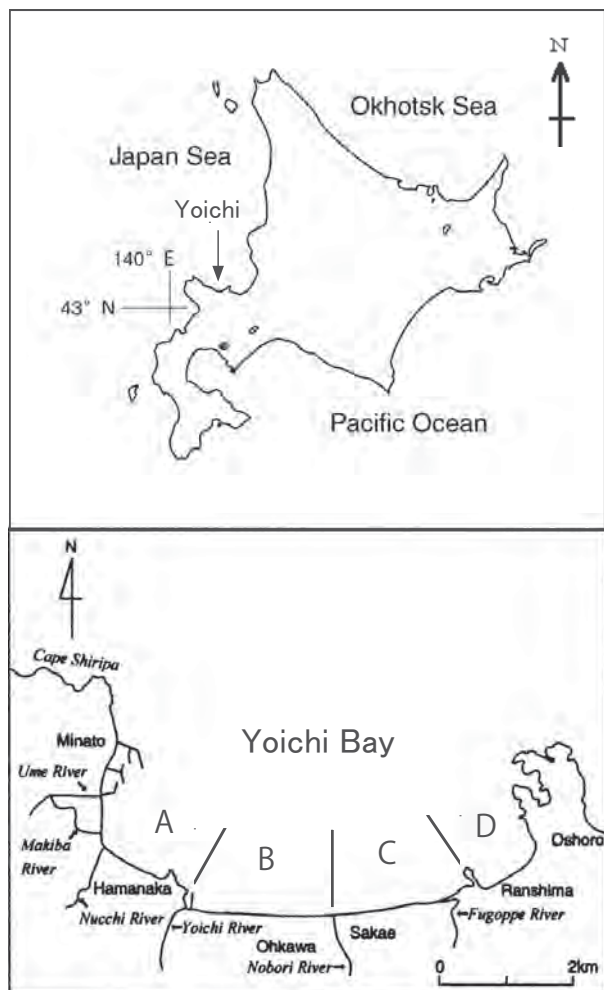 N
Okhotsk Sea
Japan Sea
Yoichi
140° E
43° N
Pacific Ocean
N
Cape Shiripa
Minato
Yoichi Bay
Ume River
A
D
B
C
Oshoro
Makiba
River
Hamanaka
Ranshima
Nucchi River
Yoichi River
Fugoppe River
Ohkawa
Sakae
Nobori River
0 2km